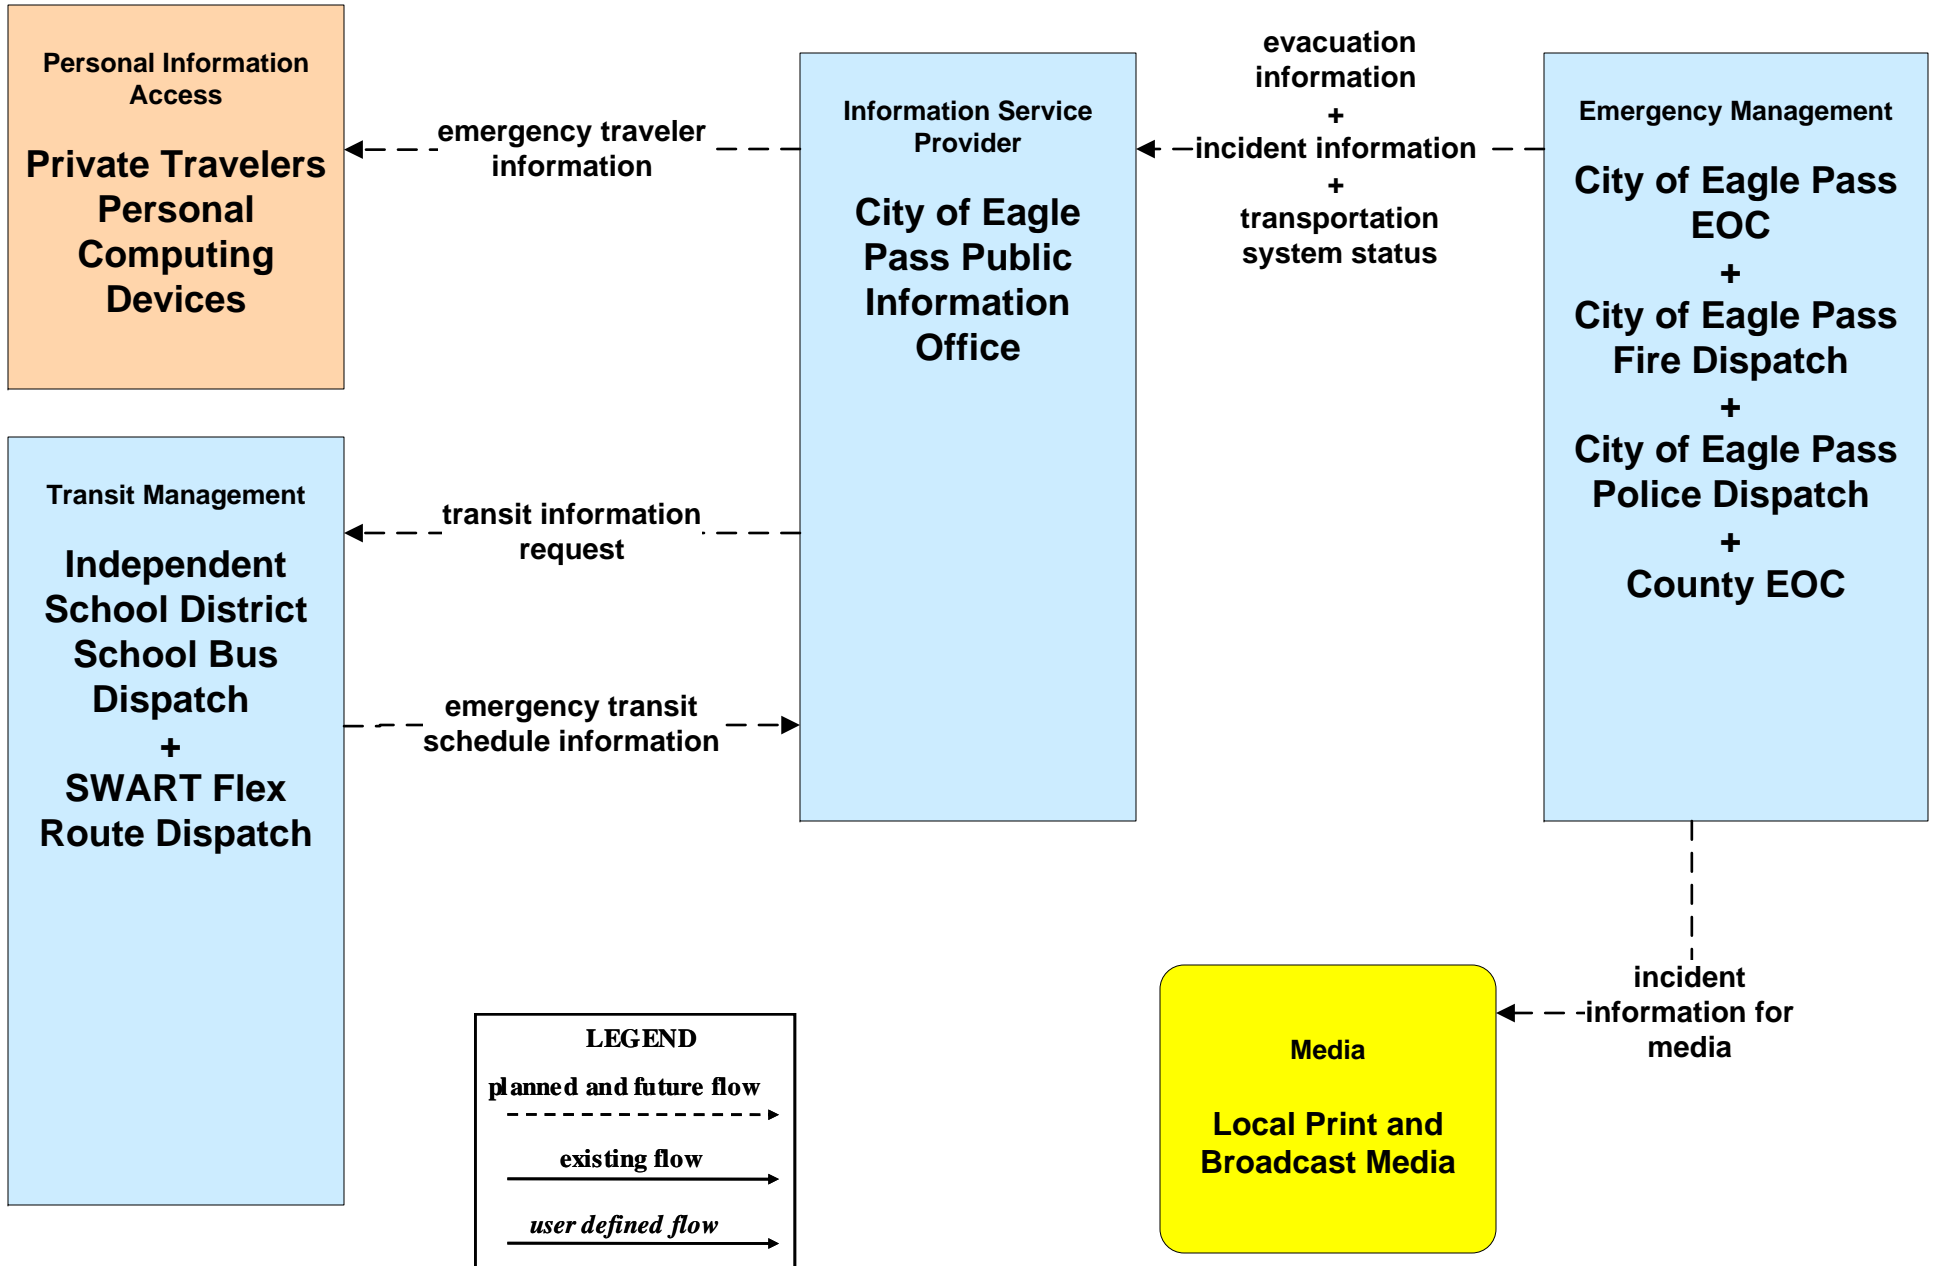 Personal Information
Access
Private Travelers
Personal
Computing
Devices
emergency traveler
information
Information Service
Provider
City of Eagle
Pass Public
Information
Office
evacuation
information
+
incident information
+
transportation
system status
Emergency Management
City of Eagle Pass
EOC
+
City of Eagle Pass
Fire Dispatch
+
City of Eagle Pass
Police Dispatch
+
County EOC
Transit Management
Independent
School District
School Bus
Dispatch
+
SWART Flex
Route Dispatch
transit information
request
emergency transit
schedule information
incident
information for
media
Media
Local Print and
Broadcast Media
LEGEND
planned and future flow
existing flow
user defined flow